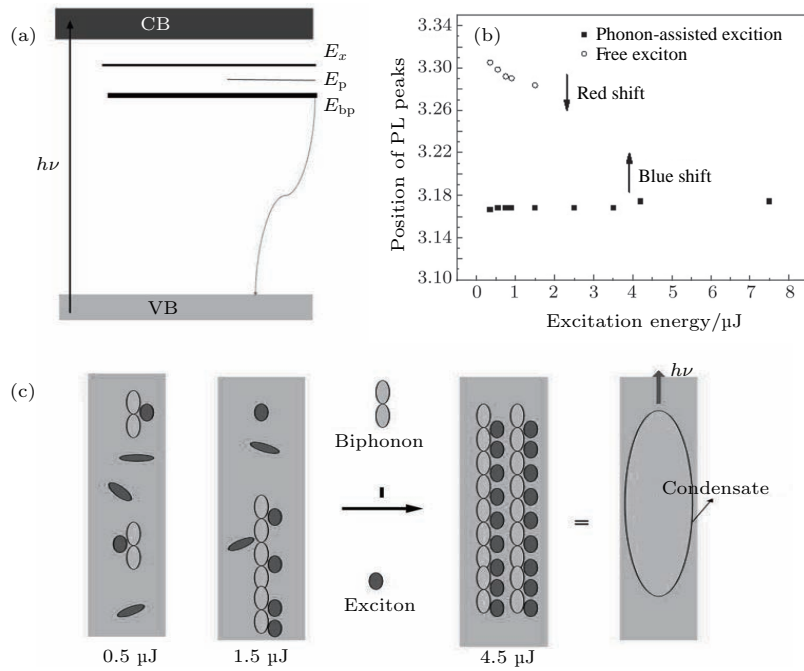 (a)
CB
E_x
E_p
E_bp
hν
VB
(b)
Phonon-assisted excition
Free exciton
Red shift
Blue shift
Position of PL peaks
3.34
3.30
3.26
3.22
3.18
3.14
3.10
0 1 2 3 4 5 6 7 8
Excitation energy/µJ
(c)
Biphonon
Exciton
hν
Condensate
=
0.5 µJ
1.5 µJ
4.5 µJ